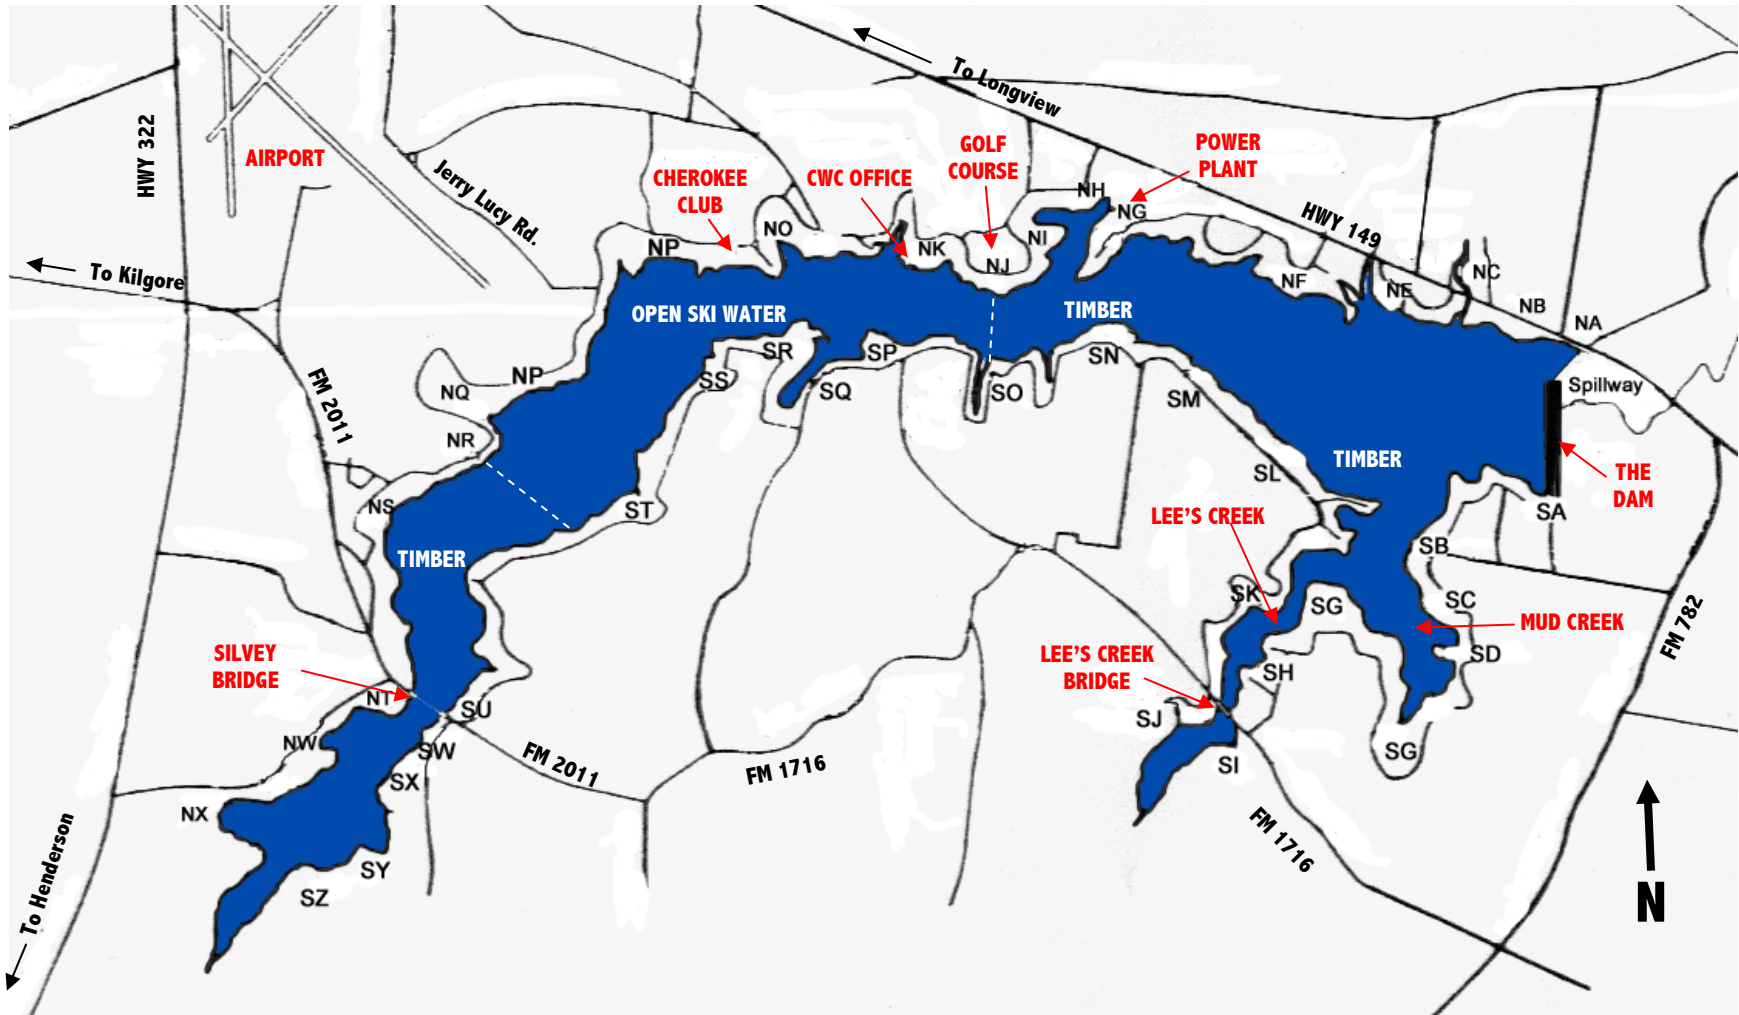 To Longview
HWY 322
AIRPORT
Jerry Lucy Rd.
CHEROKEE
CLUB
CWC OFFICE
GOLF
COURSE
POWER
PLANT
HWY 149
NP
NO
NK
NJ
NI
NH
NG
NF
NE
NC
NB
NA
To Kilgore
OPEN SKI WATER
TIMBER
FM 2011
NQ
NP
NR
NS
SS
SR
SQ
SP
SO
SN
SM
SL
Spillway
TIMBER
THE
DAM
SA
ST
TIMBER
LEE'S CREEK
SB
SC
SD
SK
SG
MUD CREEK
FM 782
SILVEY
BRIDGE
LEE'S CREEK
BRIDGE
SH
NT
SU
SJ
NW
SW
SX
FM 2011
FM 1716
SI
SG
NX
SY
SZ
FM 1716
To Henderson
N